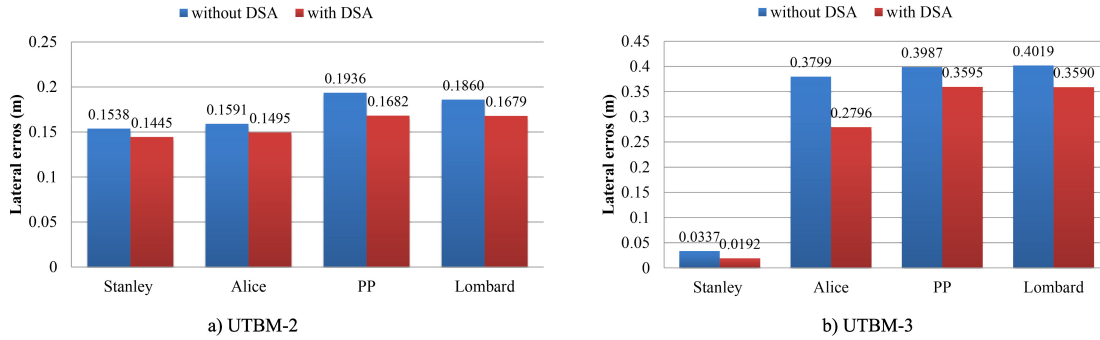 without DSA with DSA
0.25
0.2
0.15
0.1
0.05
0
Lateral erros (m)
0.1538 0.1445 0.1591 0.1495 0.1936 0.1682 0.1860 0.1679
Stanley Alice PP Lombard
a) UTBM-2
without DSA with DSA
0.45
0.4
0.35
0.3
0.25
0.2
0.15
0.1
0.05
0
Lateral erros (m)
0.0337 0.0192 0.3799 0.2796 0.3987 0.3595 0.4019 0.3590
Stanley Alice PP Lombard
b) UTBM-3